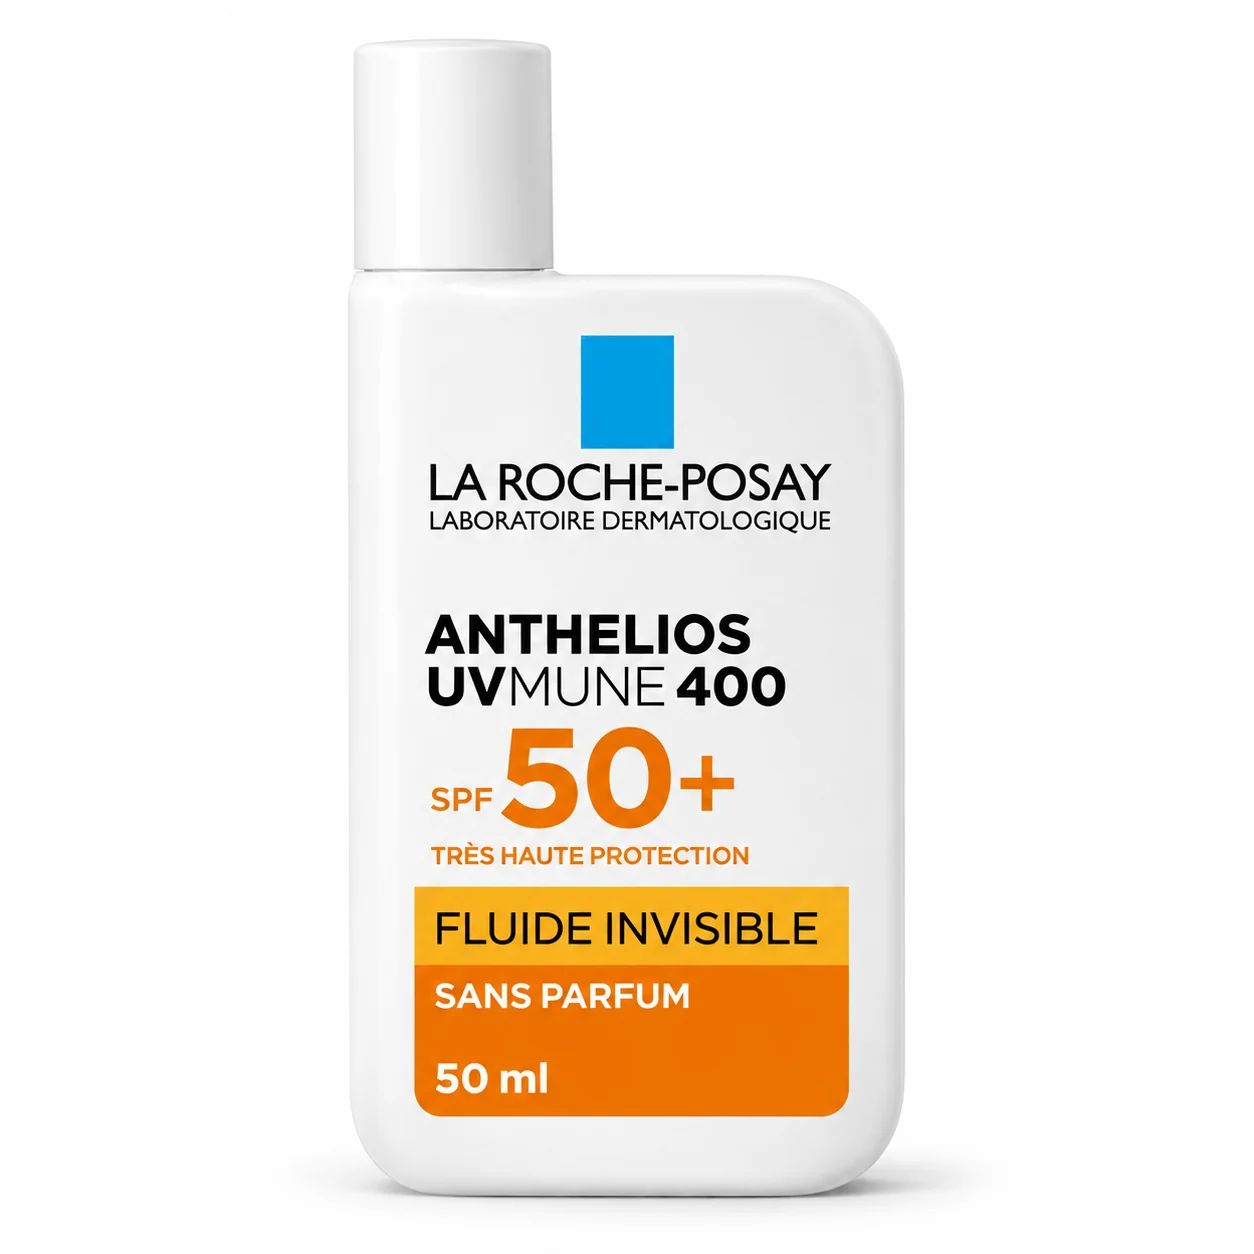 LA ROCHE-POSAY
LABORATOIRE DERMATOLOGIQUE
ANTHELIOS
UVMUNE 400
SPF 50+
TRÈS HAUTE PROTECTION
FLUIDE INVISIBLE
SANS PARFUM
50 ml